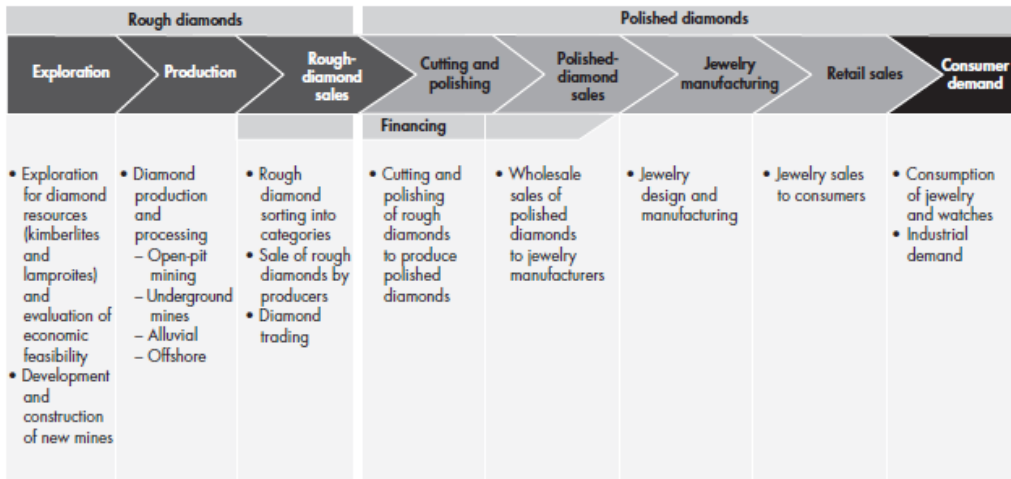 Rough diamonds
Polished diamonds
Exploration
Production
Rough-
diamond
sales
Cutting and
polishing
Polished-
diamond
sales
Jewelry
manufacturing
Retail sales
Consumer
demand
Financing
• Exploration
for diamond
resources
(kimberlites
and
lamproites) and
evaluation of
economic
feasibility
• Development
and
construction
of new mines
• Diamond
production
and
processing
– Open-pit
mining
– Underground
mines
– Alluvial
– Offshore
• Rough
diamond
sorting into
categories
• Sale of rough
diamonds by
producers
• Diamond
trading
• Cutting and
polishing
of rough
diamonds
to produce
polished
diamonds
• Wholesale
sales of
polished
diamonds
to jewelry
manufacturers
• Jewelry
design and
manufacturing
• Jewelry sales
to consumers
• Consumption
of jewelry
and watches
• Industrial
demand